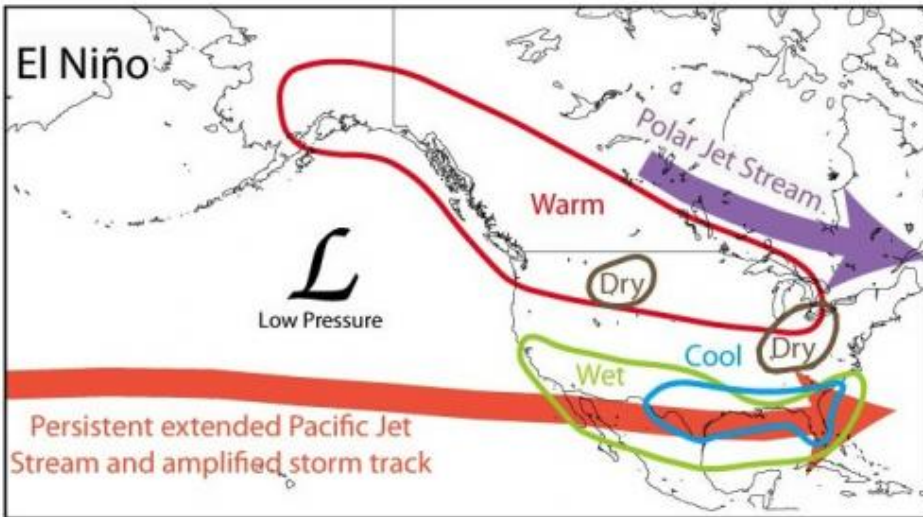 El Niño
Polar Jet Stream
Warm
L
Low Pressure
Dry
Dry
Cool
Wet
Persistent extended Pacific Jet
Stream and amplified storm track